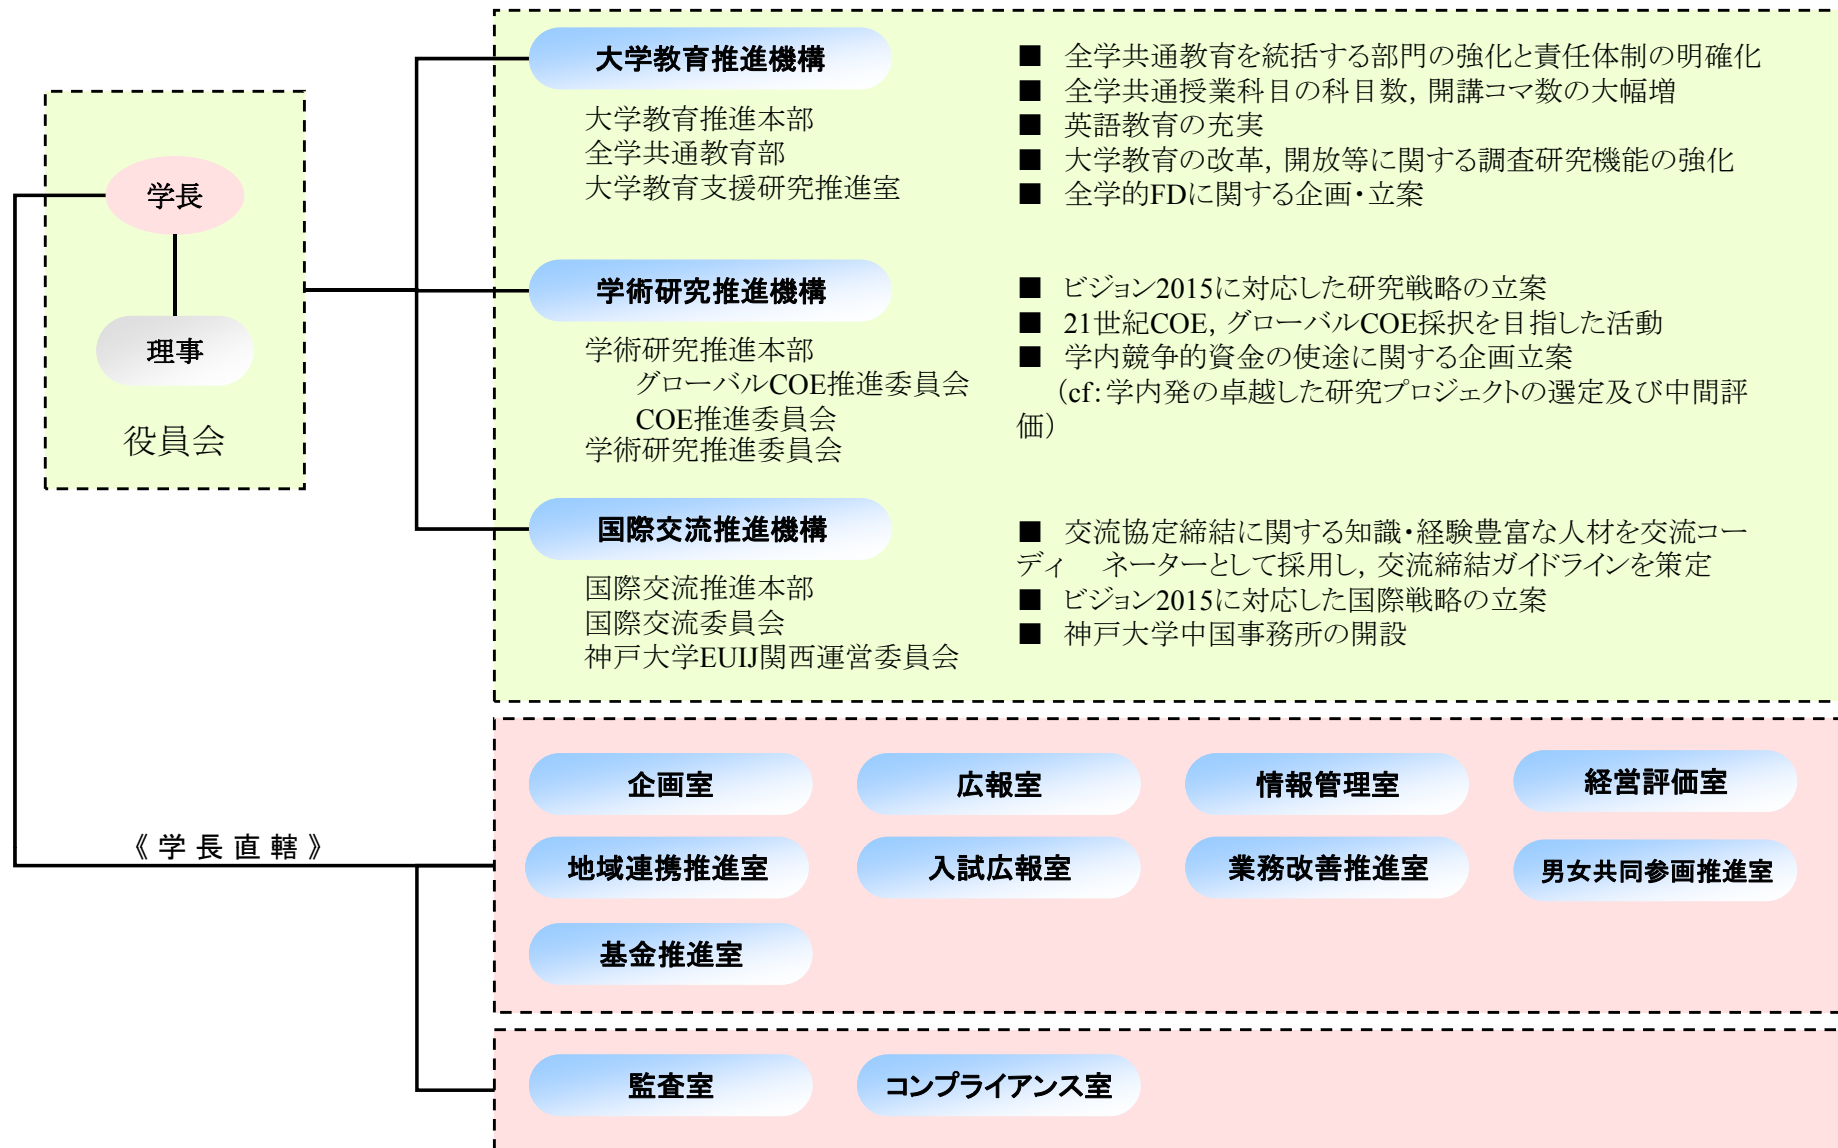 学長
理事
役員会
大学教育推進機構
大学教育推進本部
全学共通教育部
大学教育支援研究推進室
■ 全学共通教育を統括する部門の強化と責任体制の明確化
■ 全学共通授業科目の科目数，開講コマ数の大幅増
■ 英語教育の充実
■ 大学教育の改革，開放等に関する調査研究機能の強化
■ 全学的FDに関する企画・立案
学術研究推進機構
学術研究推進本部
グローバルCOE推進委員会
COE推進委員会
学術研究推進委員会
■ ビジョン2015に対応した研究戦略の立案
■ 21世紀COE，グローバルCOE採択を目指した活動
■ 学内競争的資金の使途に関する企画立案
（cf：学内発の卓越した研究プロジェクトの選定及び中間評
価）
国際交流推進機構
国際交流推進本部
国際交流委員会
神戸大学EUIJ関西運営委員会
■ 交流協定締結に関する知識・経験豊富な人材を交流コー
ディ　ネーターとして採用し，交流締結ガイドラインを策定
■ ビジョン2015に対応した国際戦略の立案
■ 神戸大学中国事務所の開設
《学長直轄》
企画室
広報室
情報管理室
経営評価室
地域連携推進室
入試広報室
業務改善推進室
男女共同参画推進室
基金推進室
監査室
コンプライアンス室